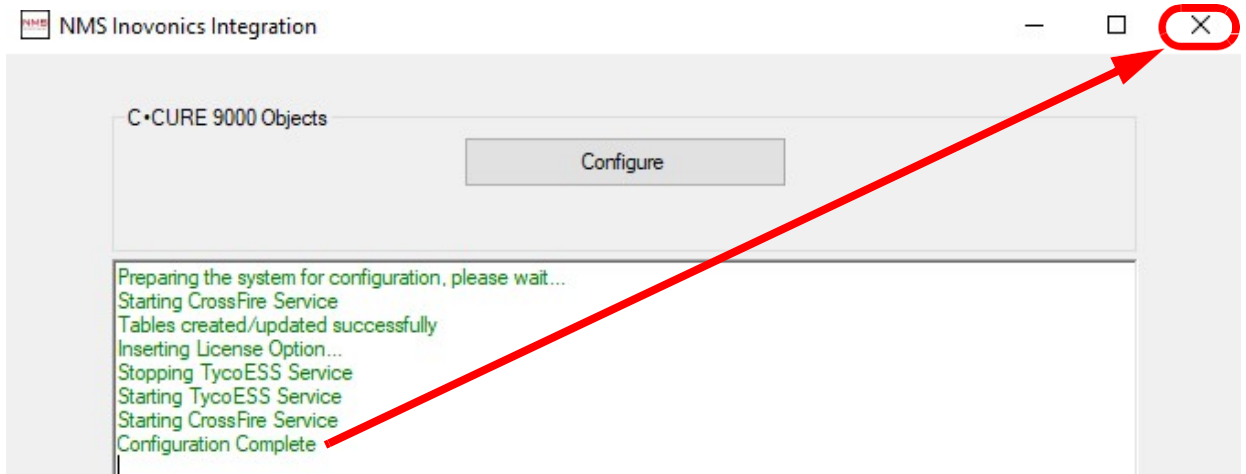 NMS Inovonics Integration
C•CURE 9000 Objects
Configure
Preparing the system for configuration, please wait...
Starting CrossFire Service
Tables created/updated successfully
Inserting License Option...
Stopping TycoESS Service
Starting TycoESS Service
Starting CrossFire Service
Configuration Complete